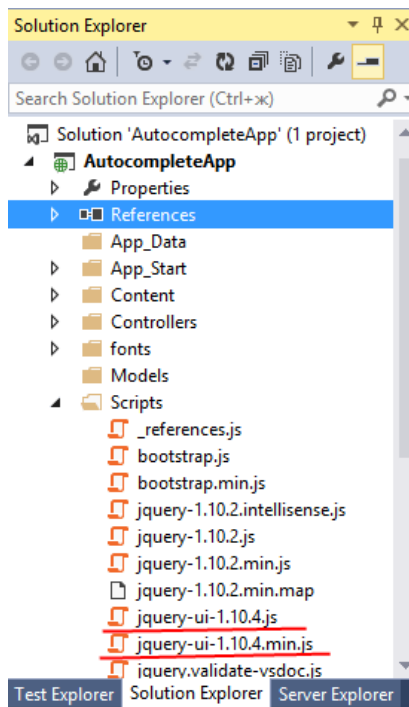 Solution Explorer
Search Solution Explorer (Ctrl+ж)
Solution 'AutocompleteApp' (1 project)
AutocompleteApp
Properties
References
App_Data
App_Start
Content
Controllers
fonts
Models
Scripts
_references.js
bootstrap.js
bootstrap.min.js
jquery-1.10.2.intellisense.js
jquery-1.10.2.js
jquery-1.10.2.min.js
jquery-1.10.2.min.map
jquery-ui-1.10.4.js
jquery-ui-1.10.4.min.js
jquery.validate-vsdoc.js
Test Explorer Solution Explorer Server Explorer